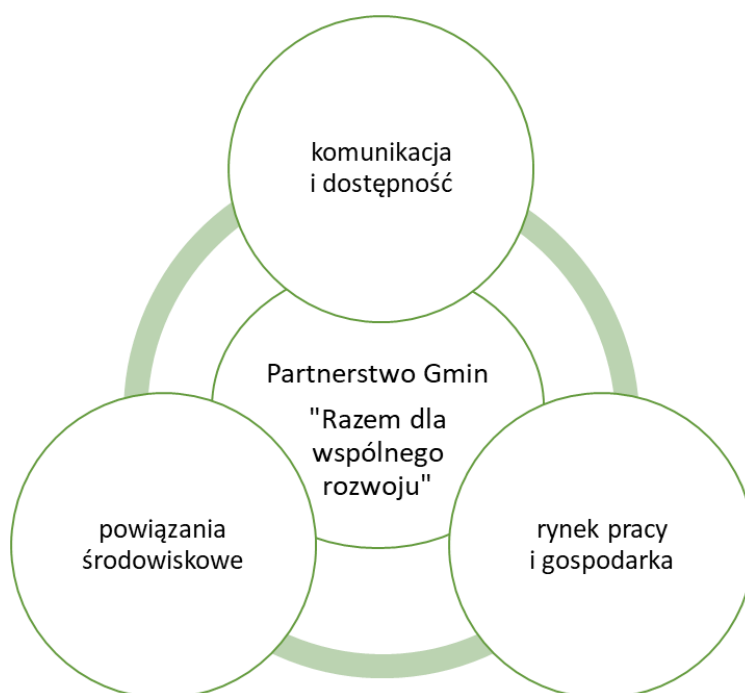 komunikacja
i dostępność
Partnerstwo Gmin
"Razem dla
wspólnego
rozwoju"
powiązania
środowiskowe
rynek pracy
i gospodarka